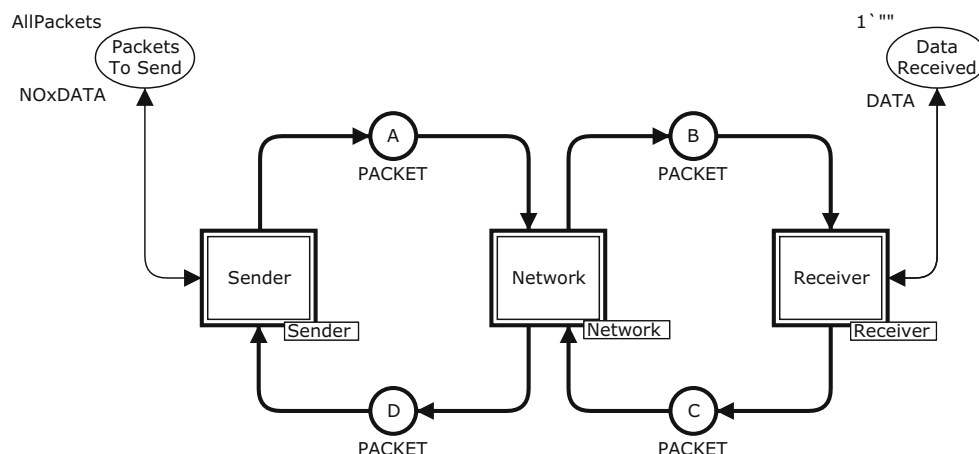 AllPackets
Packets
To Send
NOxDATA
1`""
Data
Received
DATA
A
PACKET
B
PACKET
Sender
Sender
Network
Network
Receiver
Receiver
D
PACKET
C
PACKET